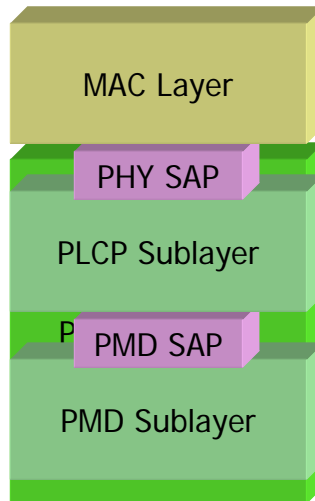 MAC Layer
PHY SAP
PLCP Sublayer
PMD SAP
PMD Sublayer